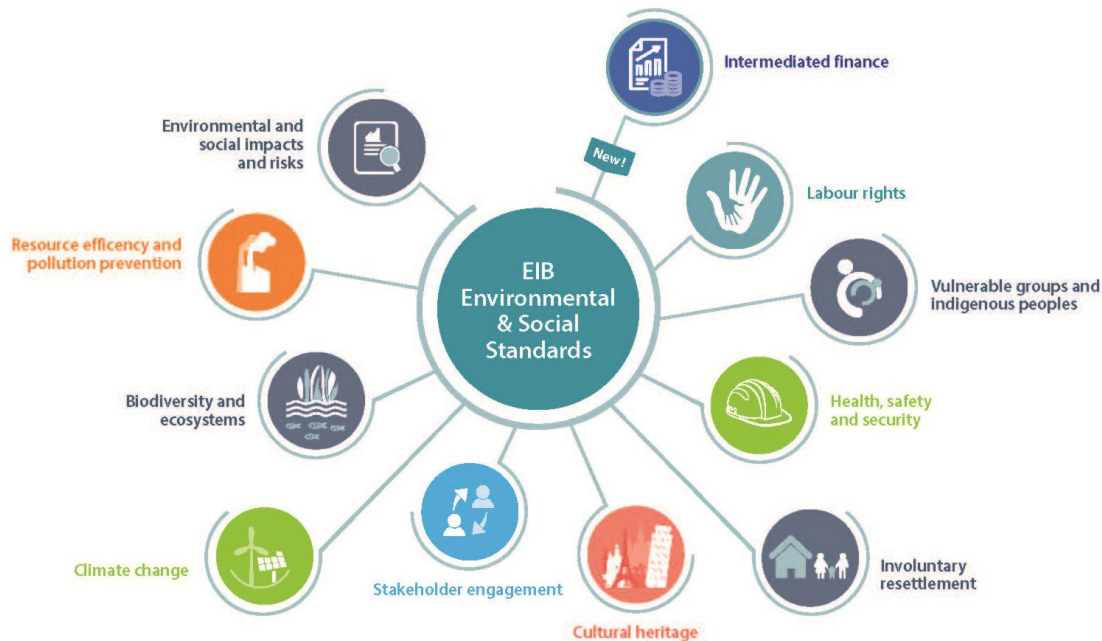 Intermediated finance
New!
Environmental and
social impacts
and risks
Labour rights
Resource efficency and
pollution prevention
EIB
Environmental
& Social
Standards
Vulnerable groups and
indigenous peoples
Biodiversity and
ecosystems
Health, safety
and security
Climate change
Stakeholder engagement
Cultural heritage
Involuntary
resettlement